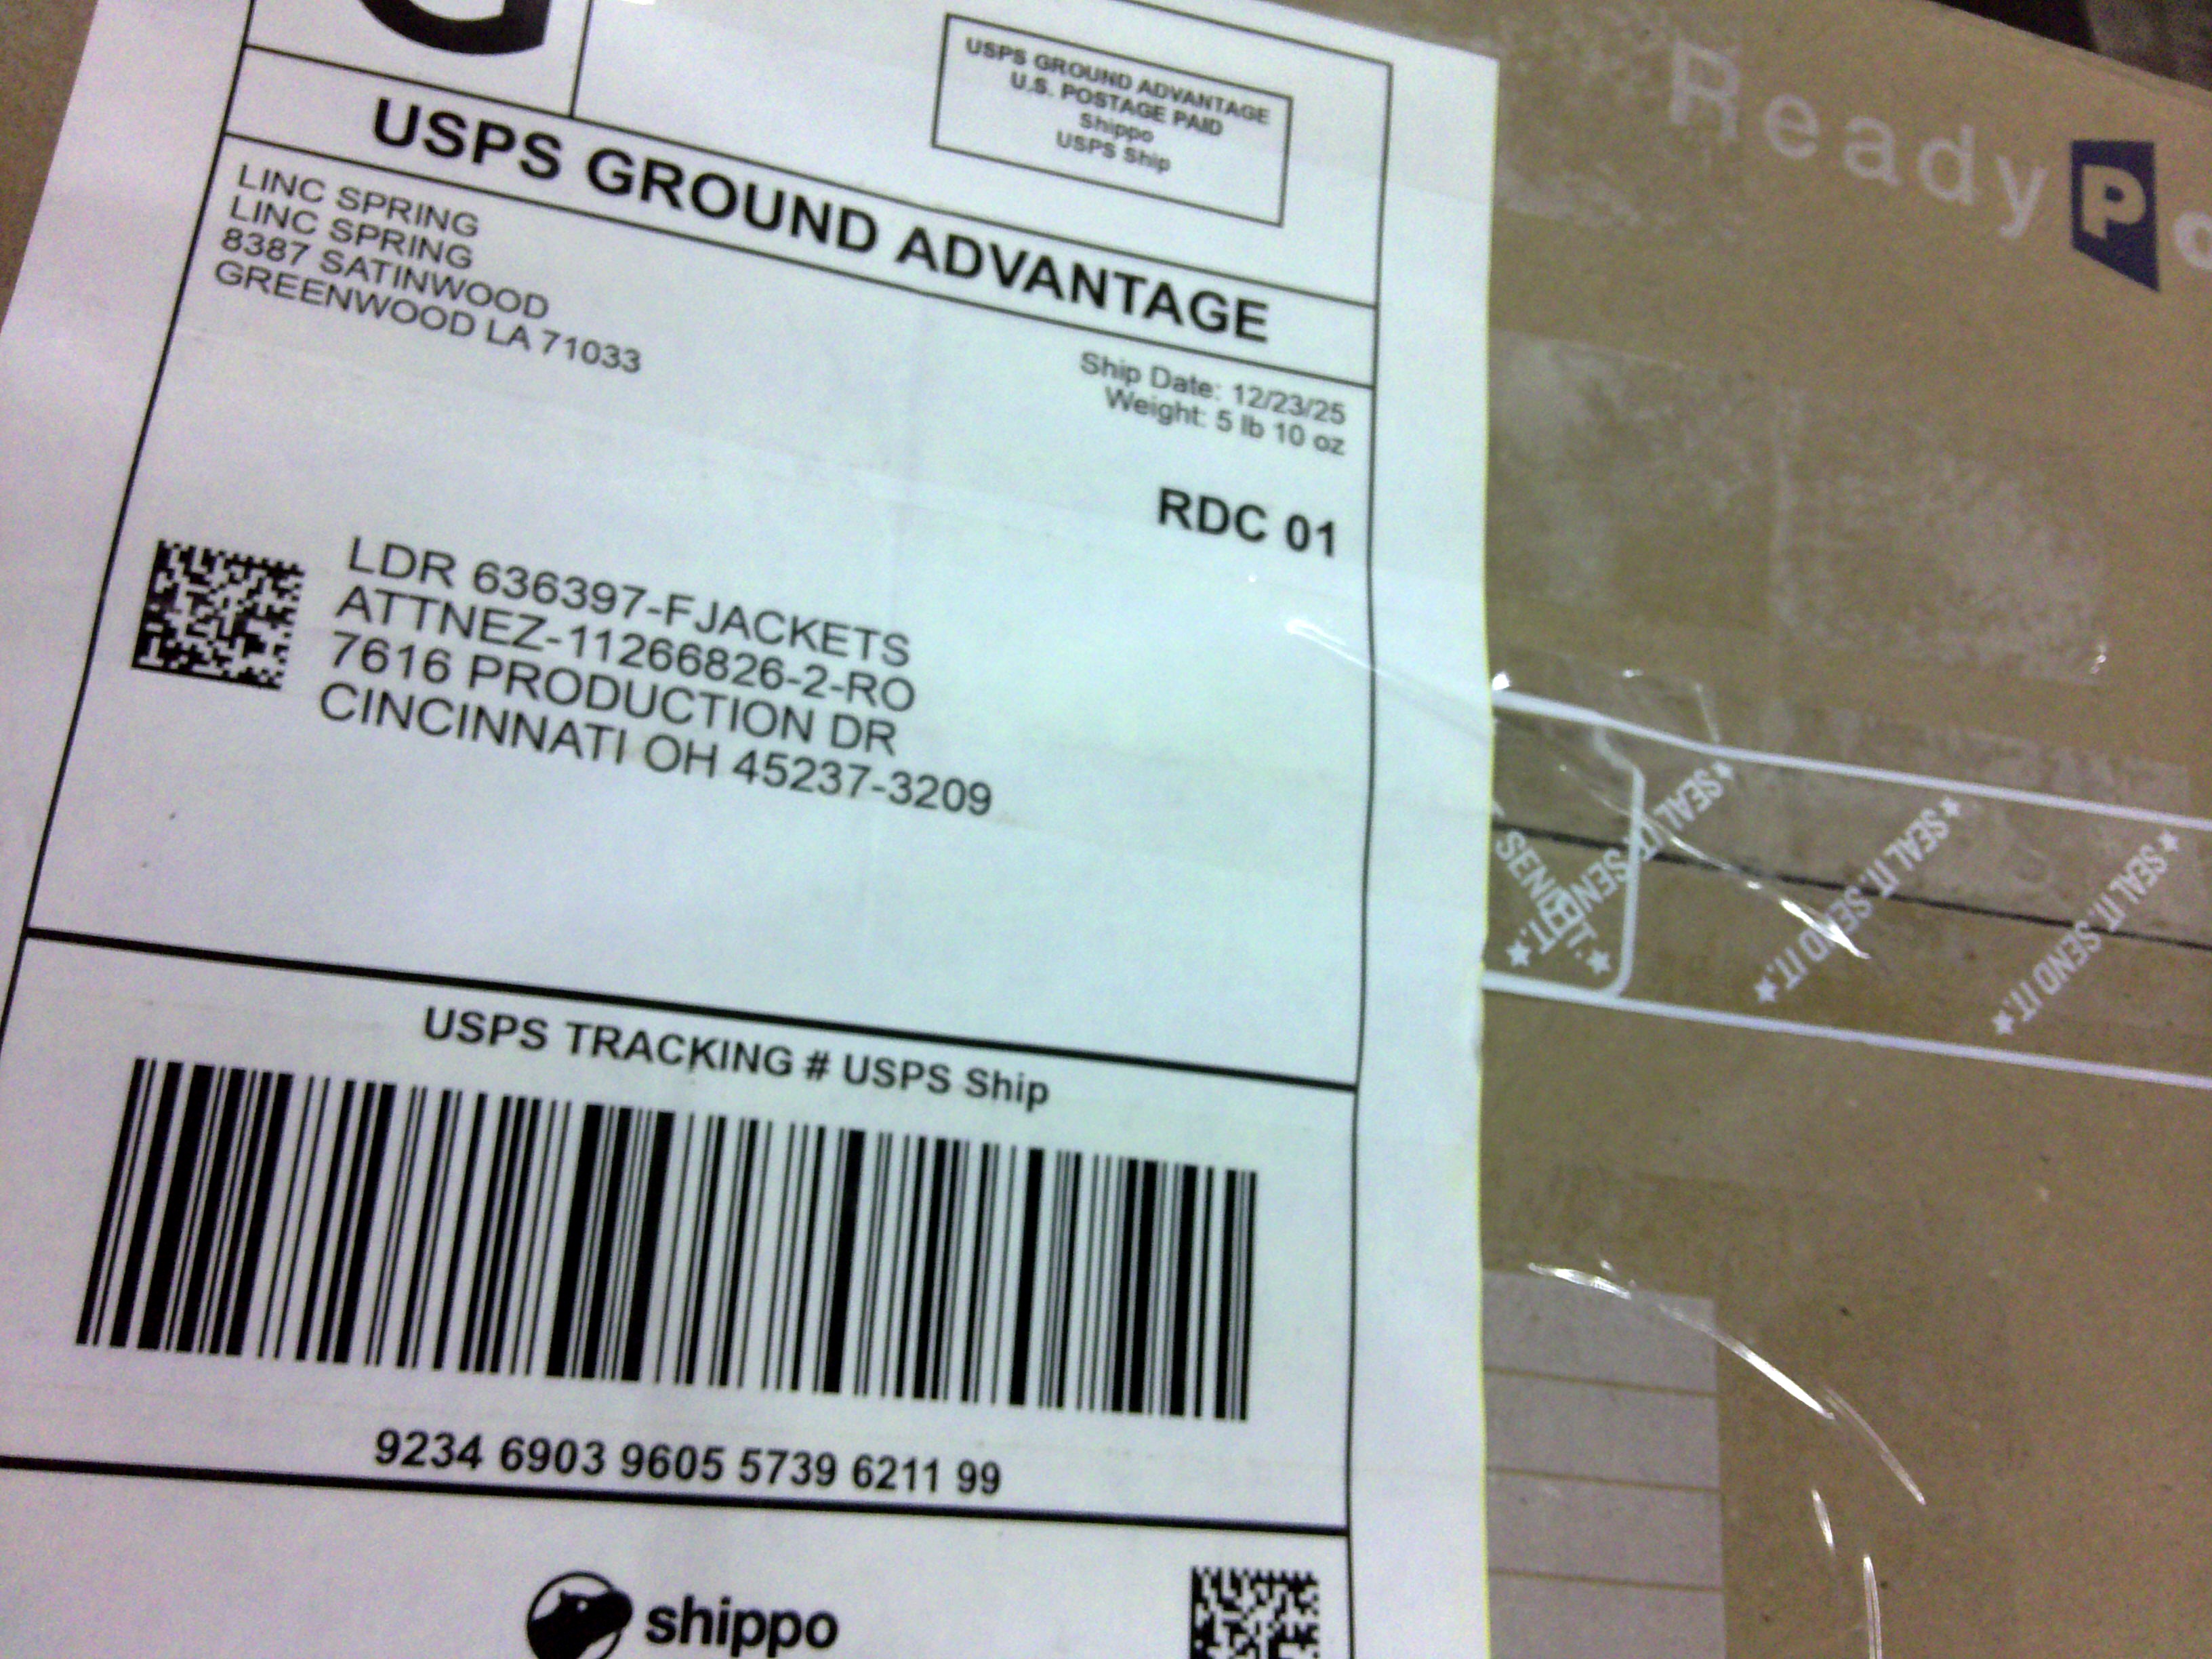 USPS GROUND ADVANTAGE
U.S. POSTAGE PAID
Shippo
USPS Ship
USPS GROUND ADVANTAGE
LINC SPRING
LINC SPRING
8387 SATINWOOD
GREENWOOD LA 71033
Ship Date: 12/23/25
Weight: 5 lb 10 oz
RDC 01
LDR 636397-FJACKETS
ATTNEZ-11266826-2-RO
7616 PRODUCTION DR
CINCINNATI OH 45237-3209
USPS TRACKING # USPS Ship
9234 6903 9605 5739 6211 99
shippo
ReadyPo
SEND IT.
★SEAL IT. SEND IT.★
★SEAL IT. SEND IT.★
★SEAL IT. SEND IT.★